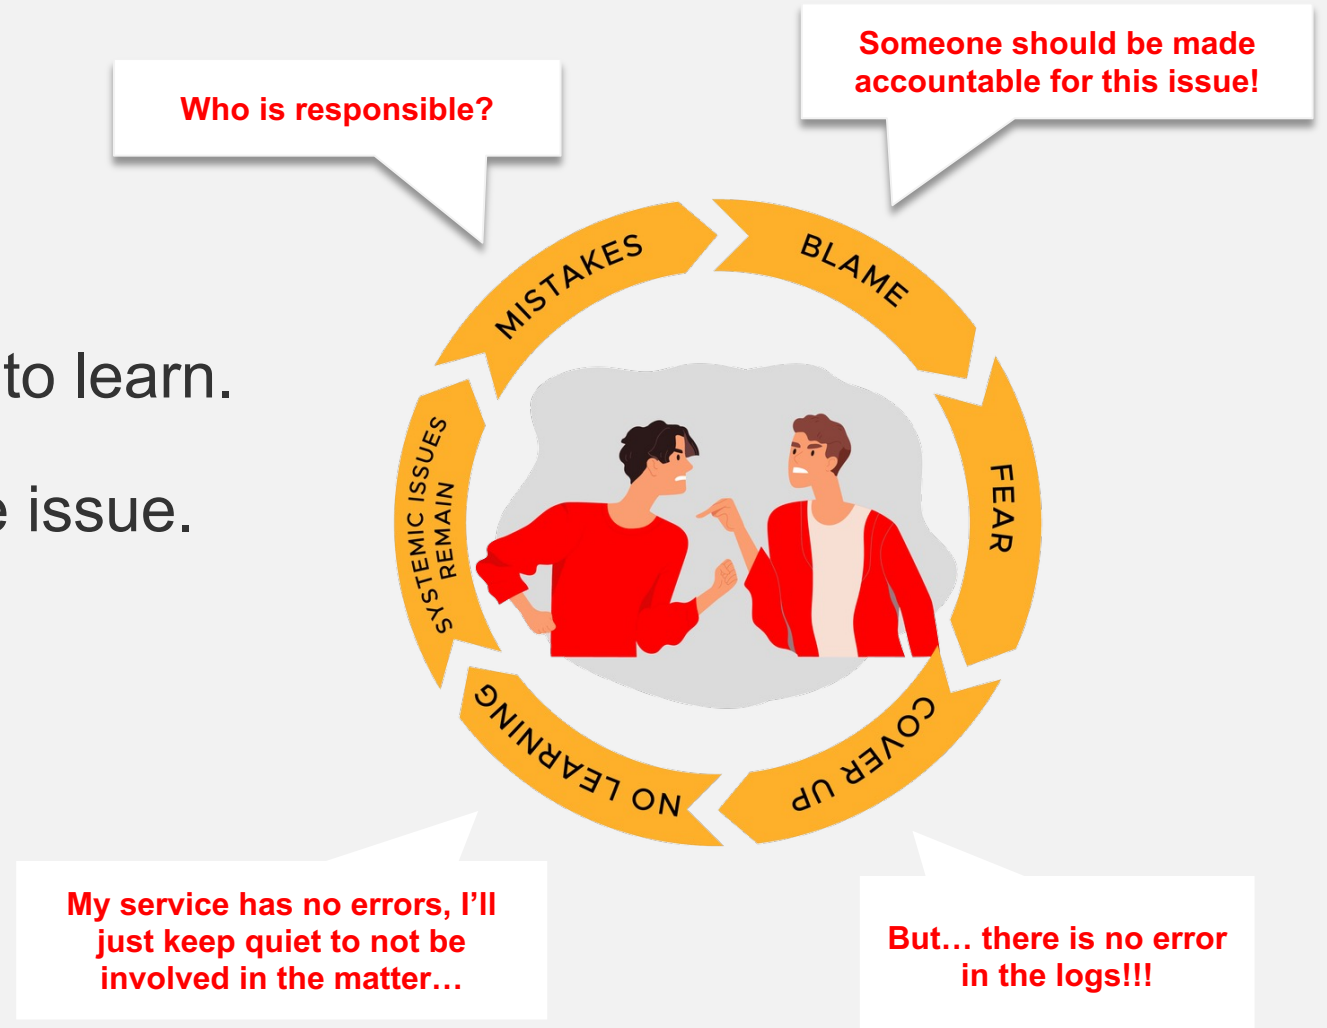 Someone should be made
accountable for this issue!
Who is responsible?
MISTAKES
BLAME
to learn.
e issue.
FEAR
SYSTEMIC ISSUES
REMAIN
COVER UP
NO LEARNING
My service has no errors, I’ll
just keep quiet to not be
involved in the matter…
But… there is no error
in the logs!!!